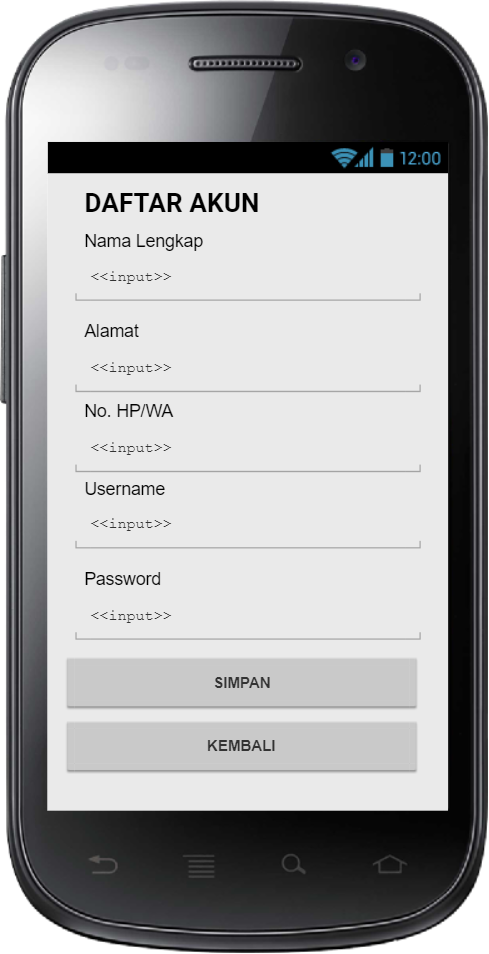 12:00
DAFTAR AKUN
Nama Lengkap
<<input>>
Alamat
<<input>>
No. HP/WA
<<input>>
Username
<<input>>
Password
<<input>>
SIMPAN
KEMBALI